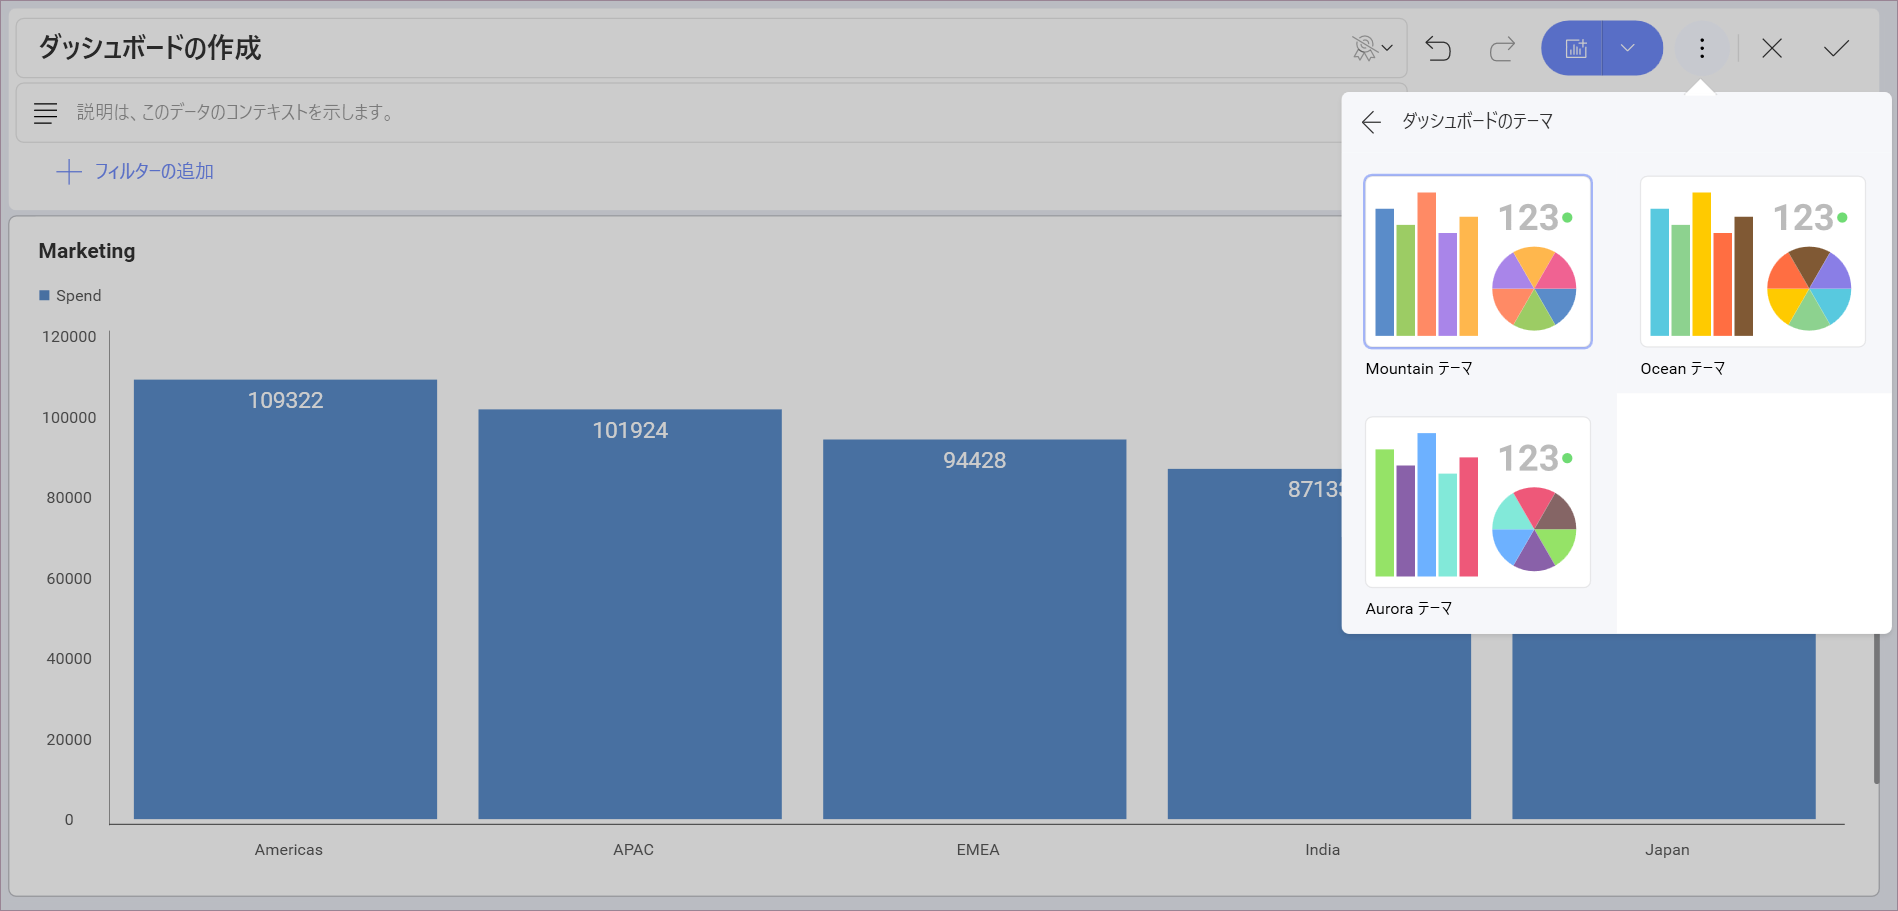 ダッシュボードの作成
説明は、このデータのコンテキストを示します。
フィルターの追加
Marketing
Spend
120000
100000
80000
60000
40000
20000
0
109322
101924
94428
Americas
APAC
EMEA
India
Japan
ダッシュボードのテーマ
123
Mountain テーマ
123
Ocean テーマ
123
Aurora テーマ